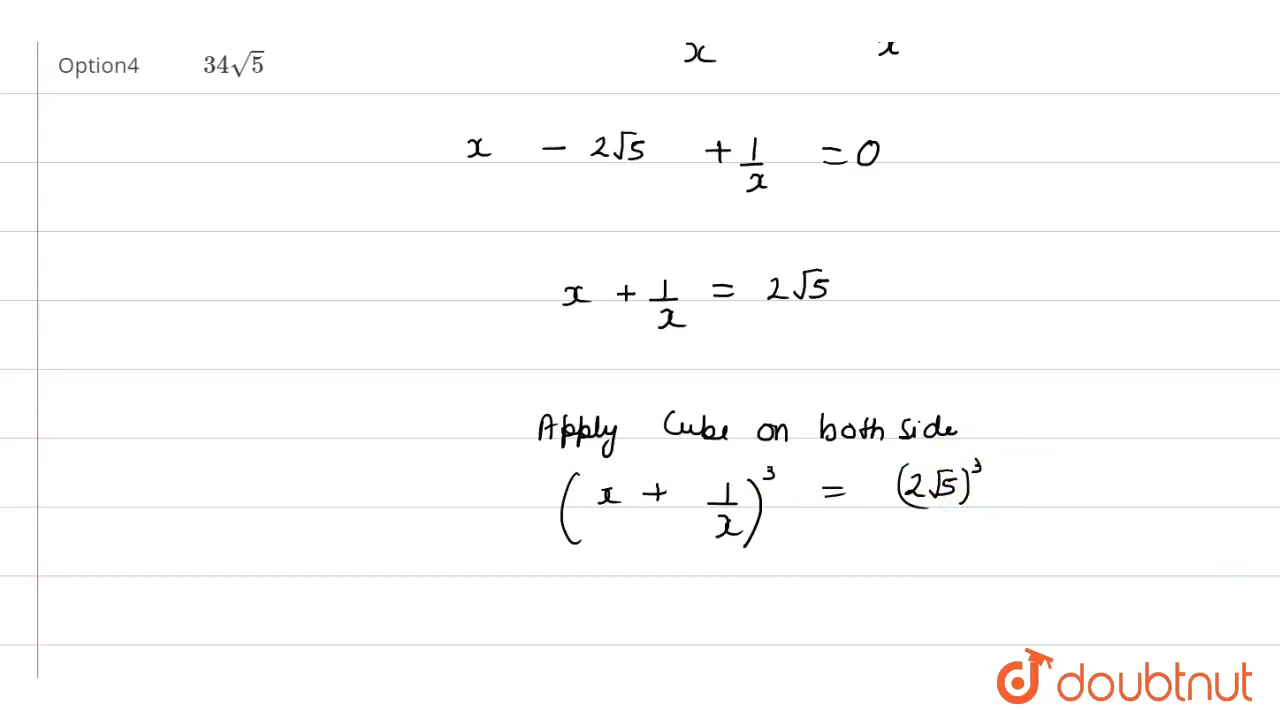 x x
Option4 34√5
x - 2√5 + 1/x = 0
x + 1/x = 2√5
Apply Cube on both side
(x + 1/x)³ = (2√5)³
doubtnut